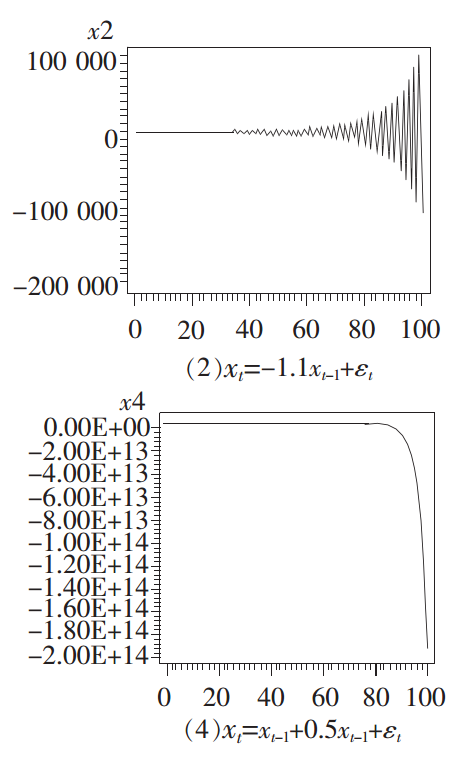 x2
100 000
0
−100 000
−200 000
0 20 40 60 80 100
(2)xₜ=−1.1xₜ₋₁+εₜ
x4
0.00E+00
−2.00E+13
−4.00E+13
−6.00E+13
−8.00E+13
−1.00E+14
−1.20E+14
−1.40E+14
−1.60E+14
−1.80E+14
−2.00E+14
0 20 40 60 80 100
(4)xₜ=xₜ₋₁+0.5xₜ₋₁+εₜ